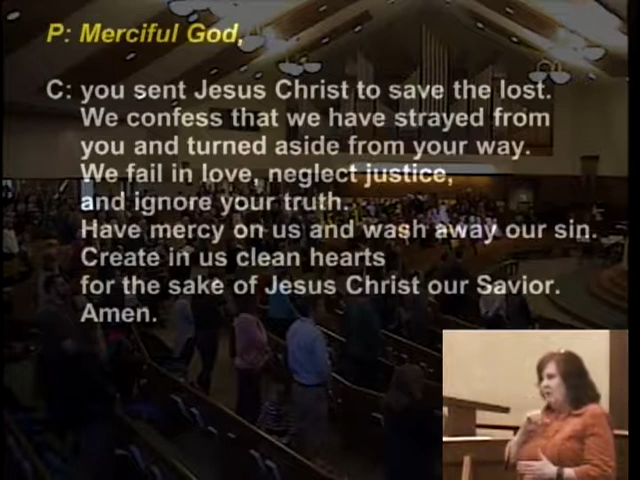 P: Merciful God,
C: you sent Jesus Christ to save the lost.
We confess that we have strayed from
you and turned aside from your way.
We fail in love, neglect justice,
and ignore your truth.
Have mercy on us and wash away our sin.
Create in us clean hearts
for the sake of Jesus Christ our Savior.
Amen.